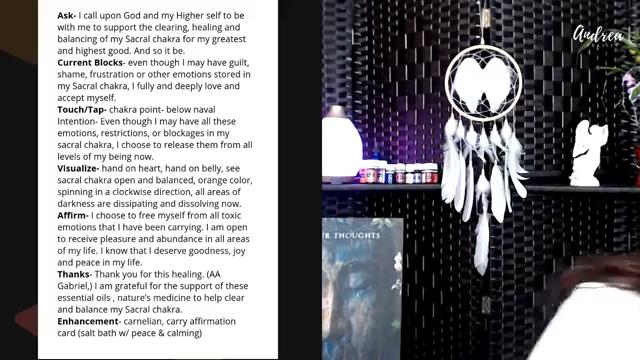 Ask- I call upon God and my Higher self to be
with me to support the clearing, healing and
balancing of my Sacral chakra for my greatest
and highest good. And so it be.
Current Blocks- even though I may have guilt,
shame, frustration or other emotions stored in
my Sacral chakra, I fully and deeply love and
accept myself.
Touch/Tap- chakra point- below naval
Intention- Even though I may have all these
emotions, restrictions, or blockages in my
sacral chakra, I choose to release them from all
levels of my being now.
Visualize- hand on heart, hand on belly, see
sacral chakra open and balanced, orange color,
spinning in a clockwise direction, all areas of
darkness are dissipating and dissolving now.
Affirm- I choose to free myself from all toxic
emotions that I have been carrying. I am open
to receive pleasure and abundance in all areas
of my life. I know that I deserve goodness, joy
and peace in my life.
Thanks- Thank you for this healing. (AA
Gabriel,) I am grateful for the support of these
essential oils , nature's medicine to help clear
and balance my Sacral chakra.
Enhancement- carnelian, carry affirmation
card (salt bath w/ peace & calming)
Andrea
THOUGHTS